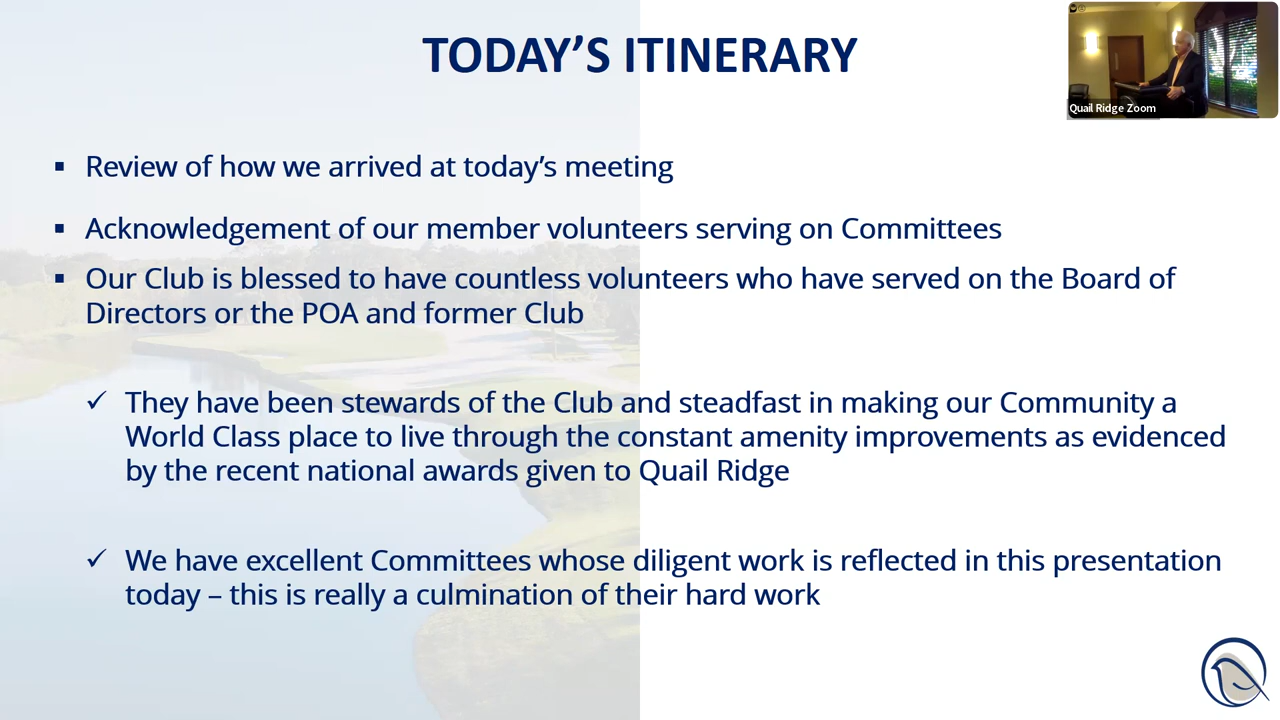 TODAY'S ITINERARY
Quail Ridge Zoom
▪ Review of how we arrived at today's meeting
▪ Acknowledgement of our member volunteers serving on Committees
▪ Our Club is blessed to have countless volunteers who have served on the Board of
Directors or the POA and former Club
✓ They have been stewards of the Club and steadfast in making our Community a
World Class place to live through the constant amenity improvements as evidenced
by the recent national awards given to Quail Ridge
✓ We have excellent Committees whose diligent work is reflected in this presentation
today – this is really a culmination of their hard work